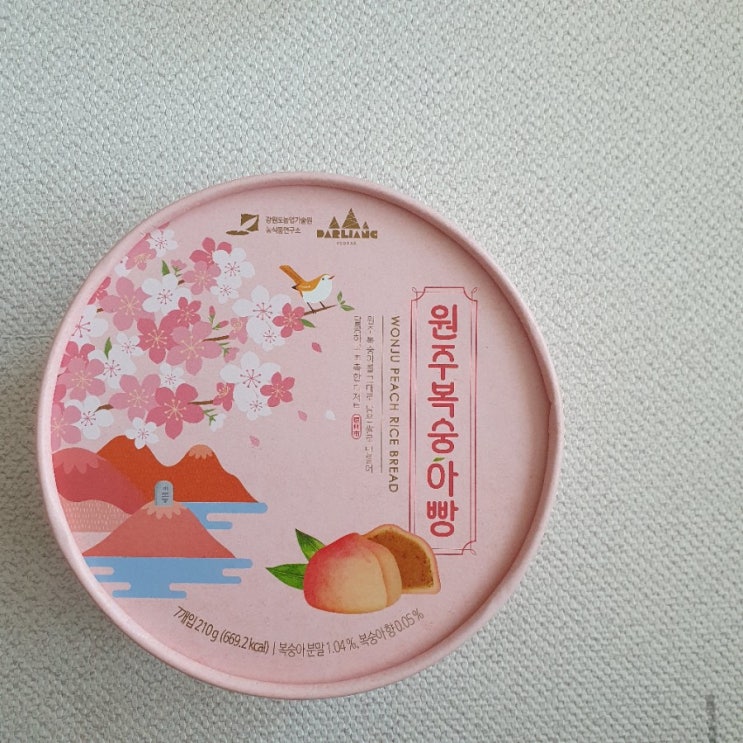 강원도농업기술원
농식품연구소
DARLIANG
원주복숭아빵
WONJU PEACH RICE BREAD
7개입 210g (669.2 kcal) | 복숭아분말 1.04%, 복숭아향 0.05%